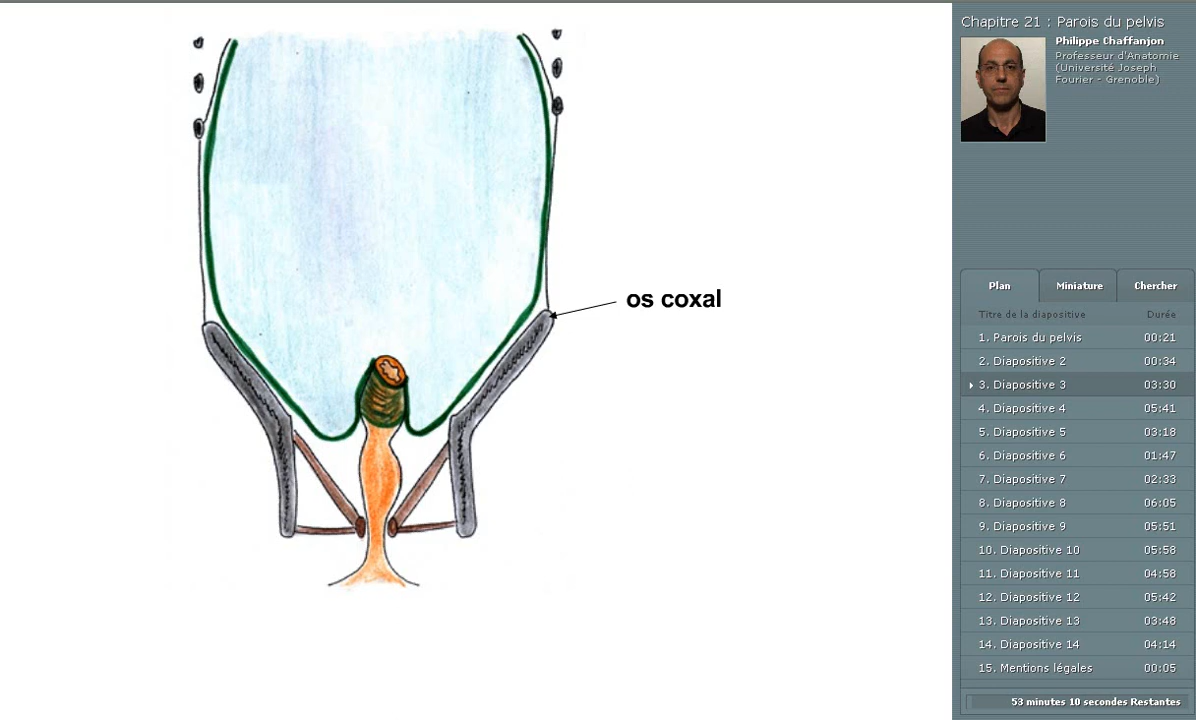 os coxal
Chapitre 21 : Parois du pelvis
Philippe Chaffanjon
Professeur d'Anatomie
(Université Joseph
Fourier - Grenoble)
Plan Miniature Chercher
Titre de la diapositive Durée
1. Parois du pelvis 00:21
2. Diapositive 2 00:34
3. Diapositive 3 03:30
4. Diapositive 4 05:41
5. Diapositive 5 03:18
6. Diapositive 6 01:47
7. Diapositive 7 02:33
8. Diapositive 8 06:05
9. Diapositive 9 05:51
10. Diapositive 10 05:58
11. Diapositive 11 04:58
12. Diapositive 12 05:42
13. Diapositive 13 03:48
14. Diapositive 14 04:14
15. Mentions légales 00:05
53 minutes 10 secondes Restantes